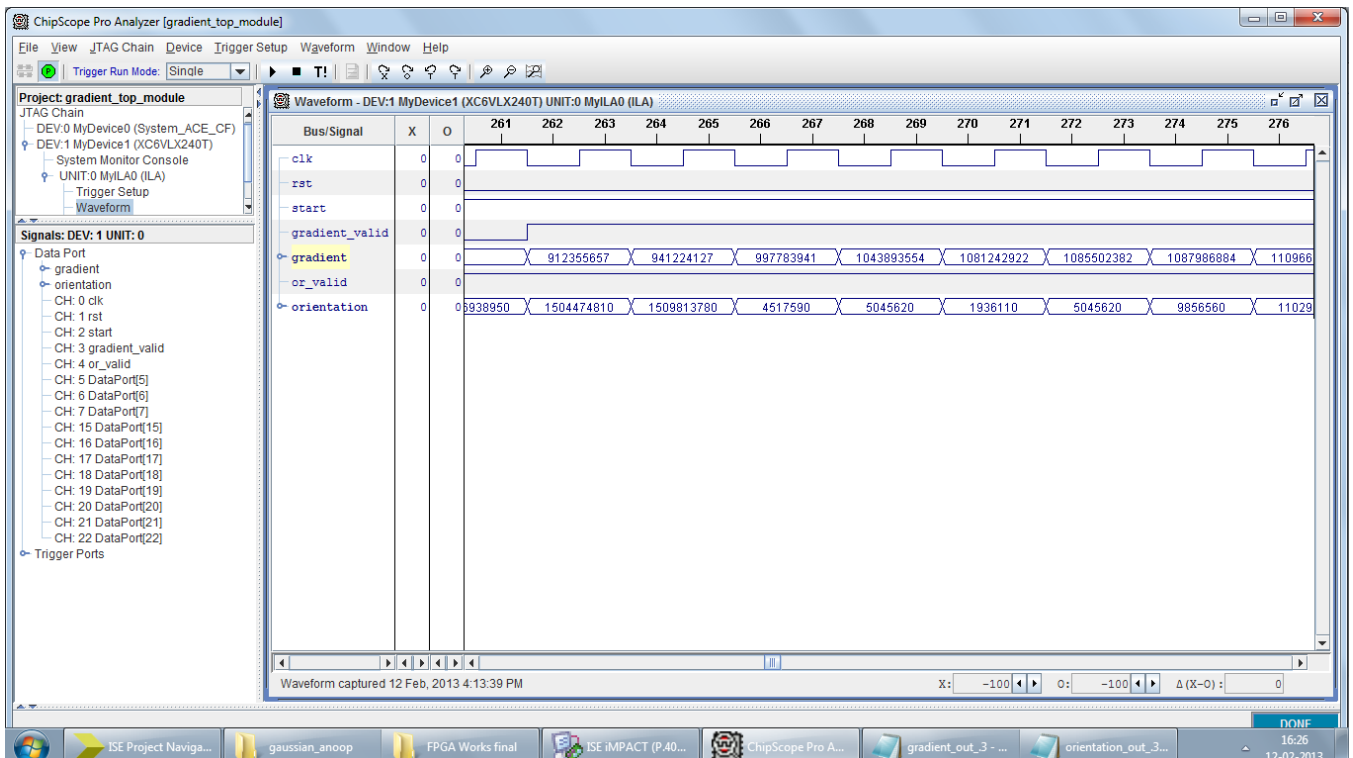 ChipScope Pro Analyzer [gradient_top_module]
File View JTAG Chain Device Trigger Setup Waveform Window Help
Trigger Run Mode: Single T!
Project: gradient_top_module
JTAG Chain
DEV:0 MyDevice0 (System_ACE_CF)
DEV:1 MyDevice1 (XC6VLX240T)
System Monitor Console
UNIT:0 MyILA0 (ILA)
Trigger Setup
Waveform
Signals: DEV: 1 UNIT: 0
Data Port
gradient
orientation
CH: 0 clk
CH: 1 rst
CH: 2 start
CH: 3 gradient_valid
CH: 4 or_valid
CH: 5 DataPort[5]
CH: 6 DataPort[6]
CH: 7 DataPort[7]
CH: 15 DataPort[15]
CH: 16 DataPort[16]
CH: 17 DataPort[17]
CH: 18 DataPort[18]
CH: 19 DataPort[19]
CH: 20 DataPort[20]
CH: 21 DataPort[21]
CH: 22 DataPort[22]
Trigger Ports
Waveform - DEV:1 MyDevice1 (XC6VLX240T) UNIT:0 MyILA0 (ILA)
Bus/Signal X O 261 262 263 264 265 266 267 268 269 270 271 272 273 274 275 276
clk 0 0
rst 0 0
start 0 0
gradient_valid 0 0
gradient 0 0 912355657 941224127 997783941 1043893554 1081242922 1085502382 1087986884 110966
or_valid 0 0
orientation 0 0 6938950 1504474810 1509813780 4517590 5045620 1936110 5045620 9856560 11029
Waveform captured 12 Feb, 2013 4:13:39 PM X: -100 O: -100 Δ(X-O): 0
DONE
ISE Project Naviga... gaussian_anoop FPGA Works final ISE iMPACT (P.40... ChipScope Pro A... gradient_out_3 - ... orientation_out_3... 16:26
12-02-2013